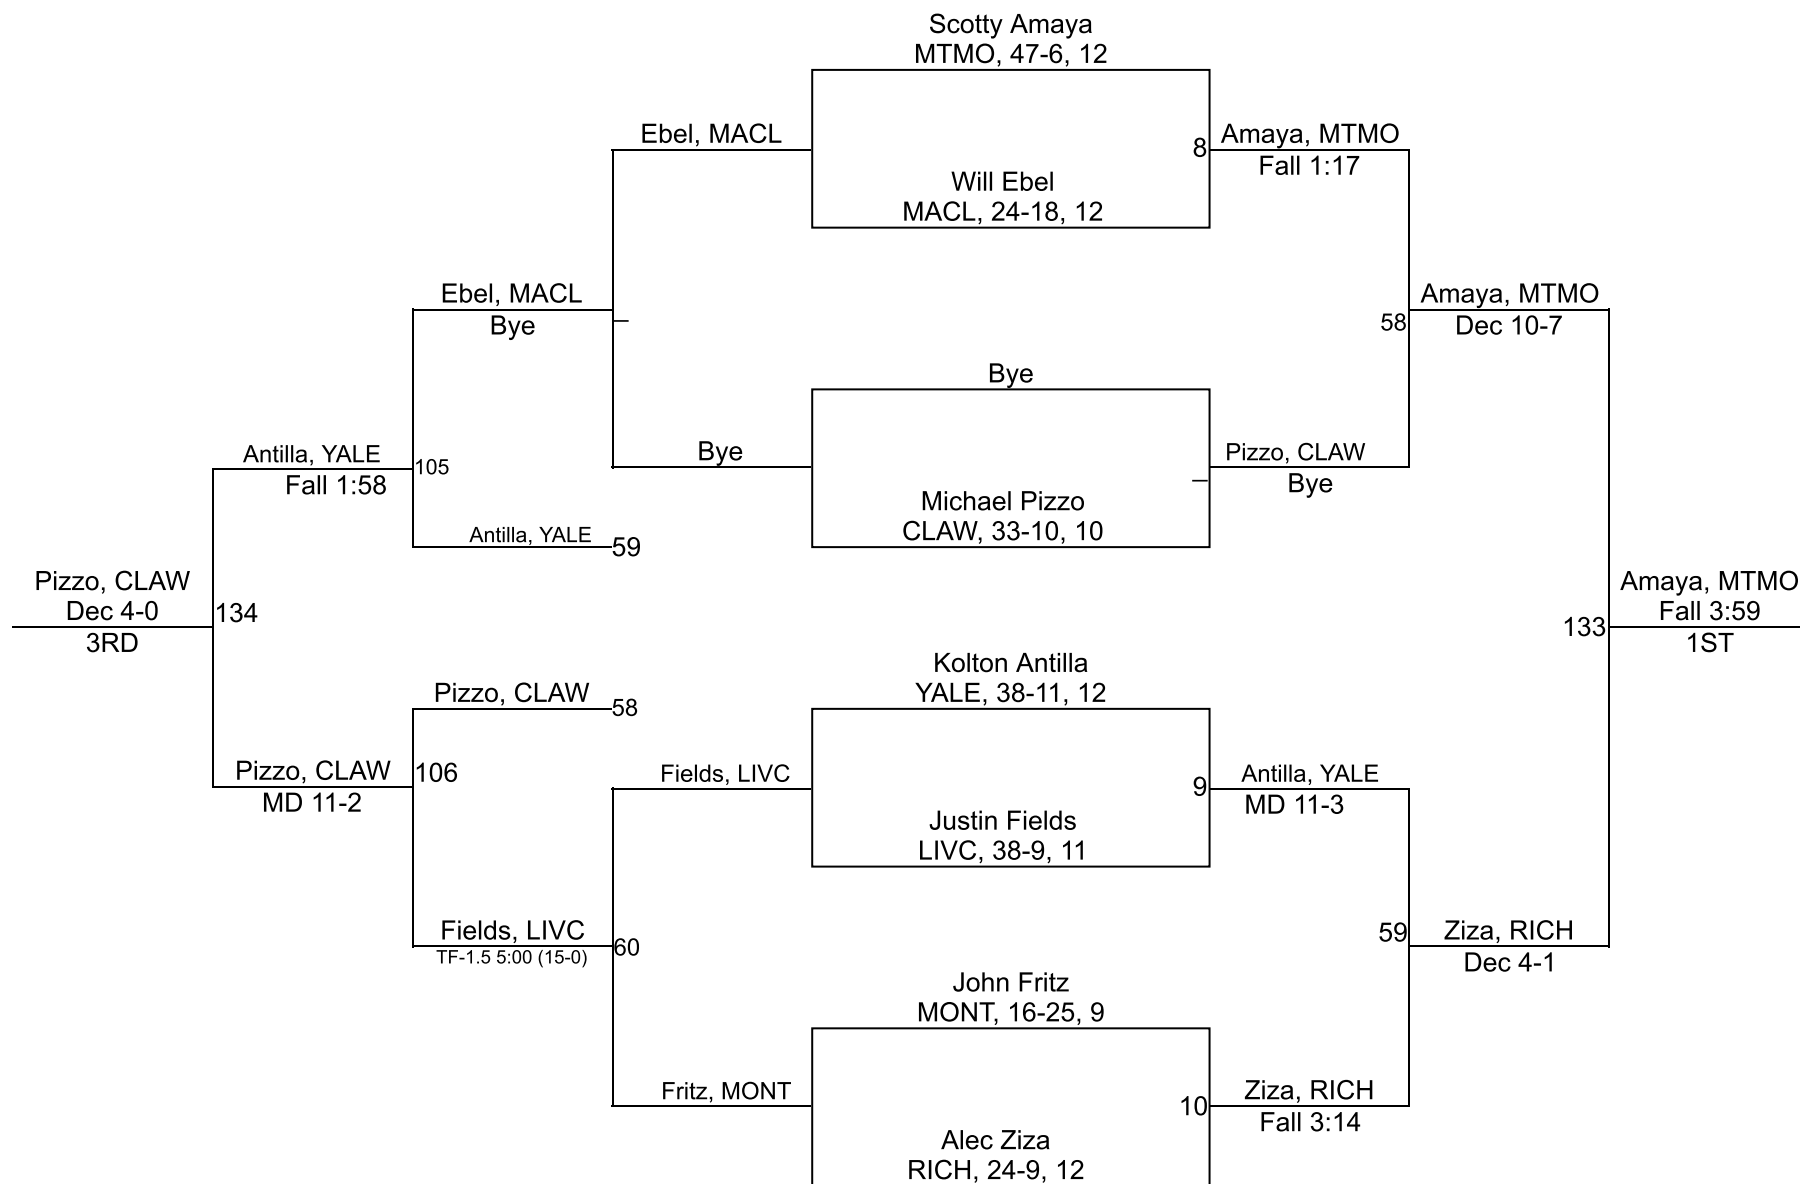 Scotty Amaya
MTMO, 47-6, 12
Ebel, MACL
8
Amaya, MTMO
Fall 1:17
Will Ebel
MACL, 24-18, 12
Ebel, MACL
Bye
58
Amaya, MTMO
Dec 10-7
Bye
Bye
Pizzo, CLAW
Bye
Michael Pizzo
CLAW, 33-10, 10
Antilla, YALE
Fall 1:58
105
Antilla, YALE
59
Pizzo, CLAW
Dec 4-0
3RD
134
133
Amaya, MTMO
Fall 3:59
1ST
Kolton Antilla
YALE, 38-11, 12
Pizzo, CLAW
58
Pizzo, CLAW
MD 11-2
106
Fields, LIVC
9
Antilla, YALE
MD 11-3
Justin Fields
LIVC, 38-9, 11
Fields, LIVC
TF-1.5 5:00 (15-0)
60
59
Ziza, RICH
Dec 4-1
John Fritz
MONT, 16-25, 9
Fritz, MONT
10
Ziza, RICH
Fall 3:14
Alec Ziza
RICH, 24-9, 12